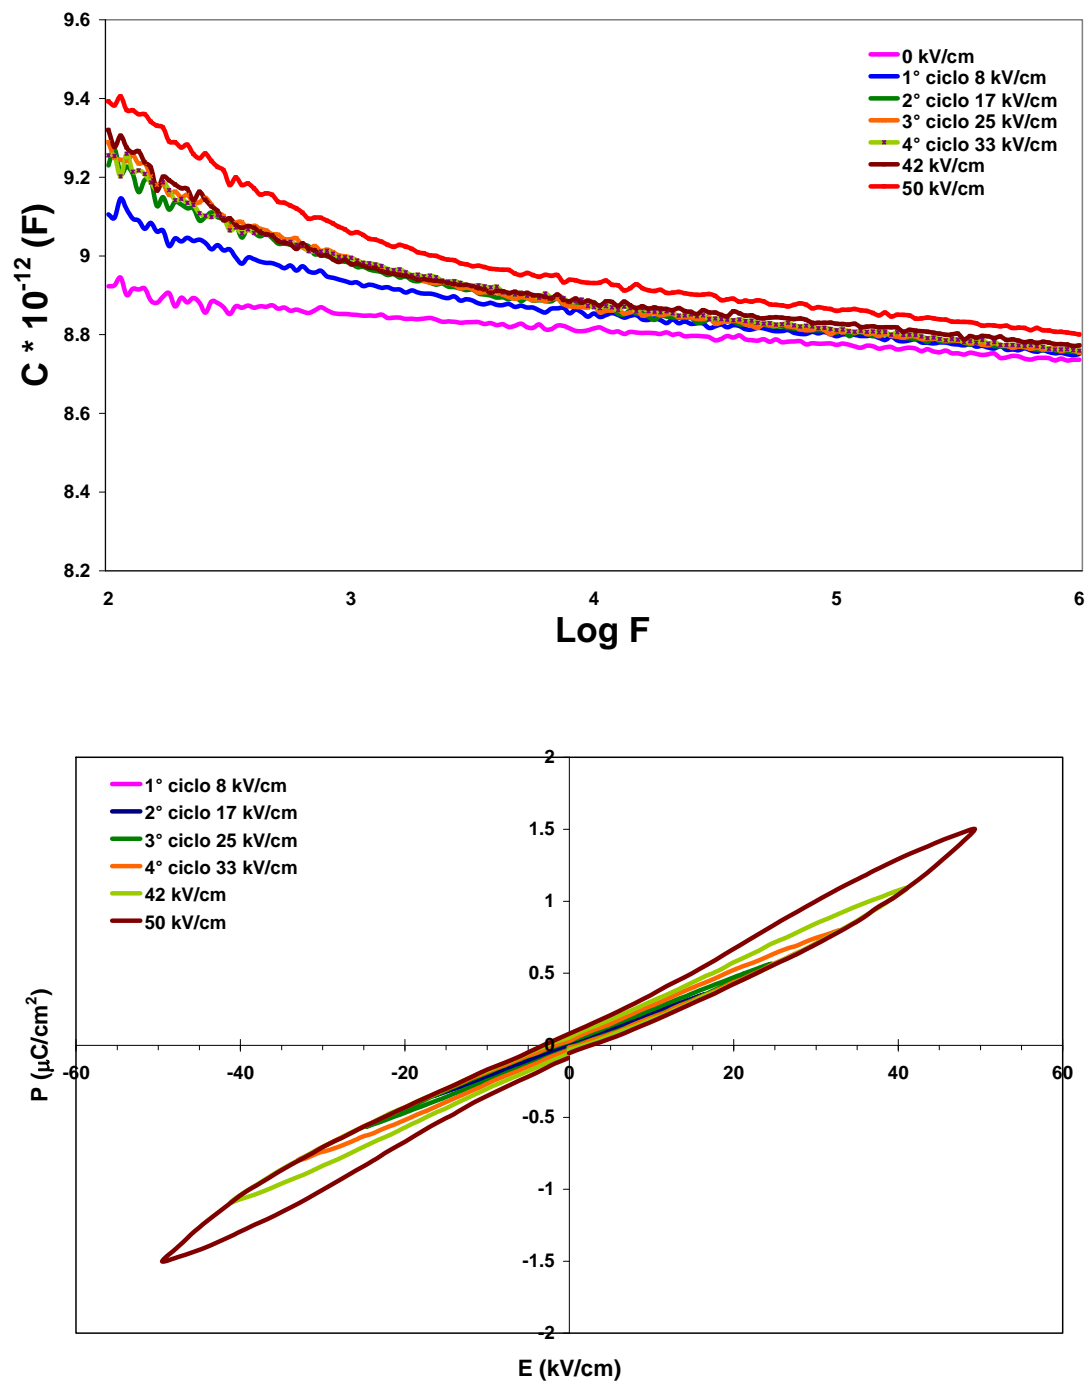 9.6
9.4
9.2
9
8.8
8.6
8.4
8.2
C * 10-12 (F)
0 kV/cm
1° ciclo 8 kV/cm
2° ciclo 17 kV/cm
3° ciclo 25 kV/cm
4° ciclo 33 kV/cm
42 kV/cm
50 kV/cm
2 3 4 5 6
Log F
2
1.5
1
0.5
0
-0.5
-1
-1.5
-2
1° ciclo 8 kV/cm
2° ciclo 17 kV/cm
3° ciclo 25 kV/cm
4° ciclo 33 kV/cm
42 kV/cm
50 kV/cm
P (μC/cm2)
-60 -40 -20 0 20 40 60
E (kV/cm)